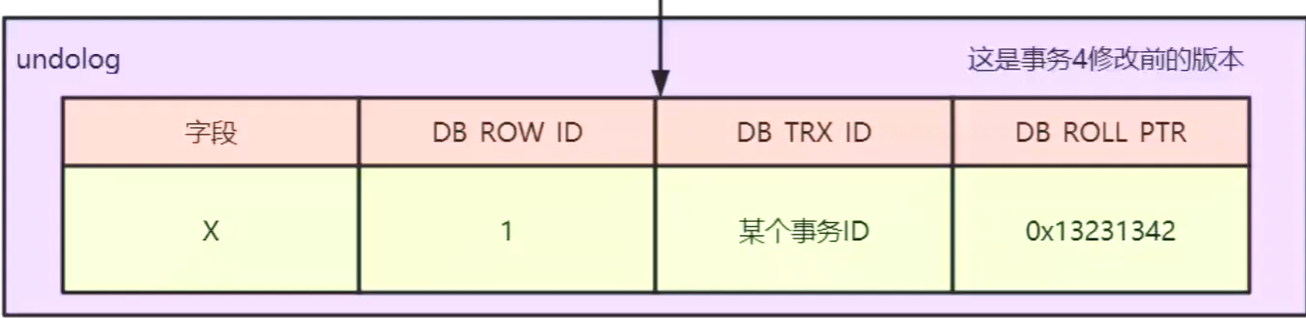 undolog 这是事务4修改前的版本
字段 DB ROW ID DB TRX ID DB ROLL PTR
X 1 某个事务ID 0x13231342